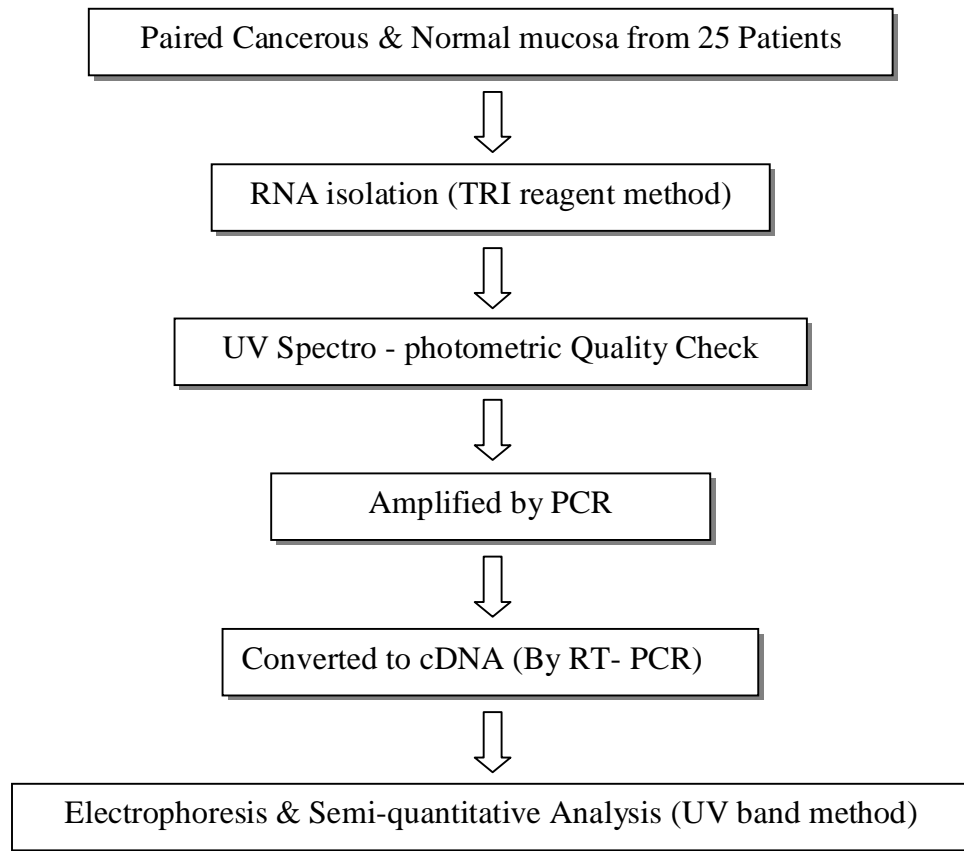 Paired Cancerous & Normal mucosa from 25 Patients
RNA isolation (TRI reagent method)
UV Spectro - photometric Quality Check
Amplified by PCR
Converted to cDNA (By RT- PCR)
Electrophoresis & Semi-quantitative Analysis (UV band method)